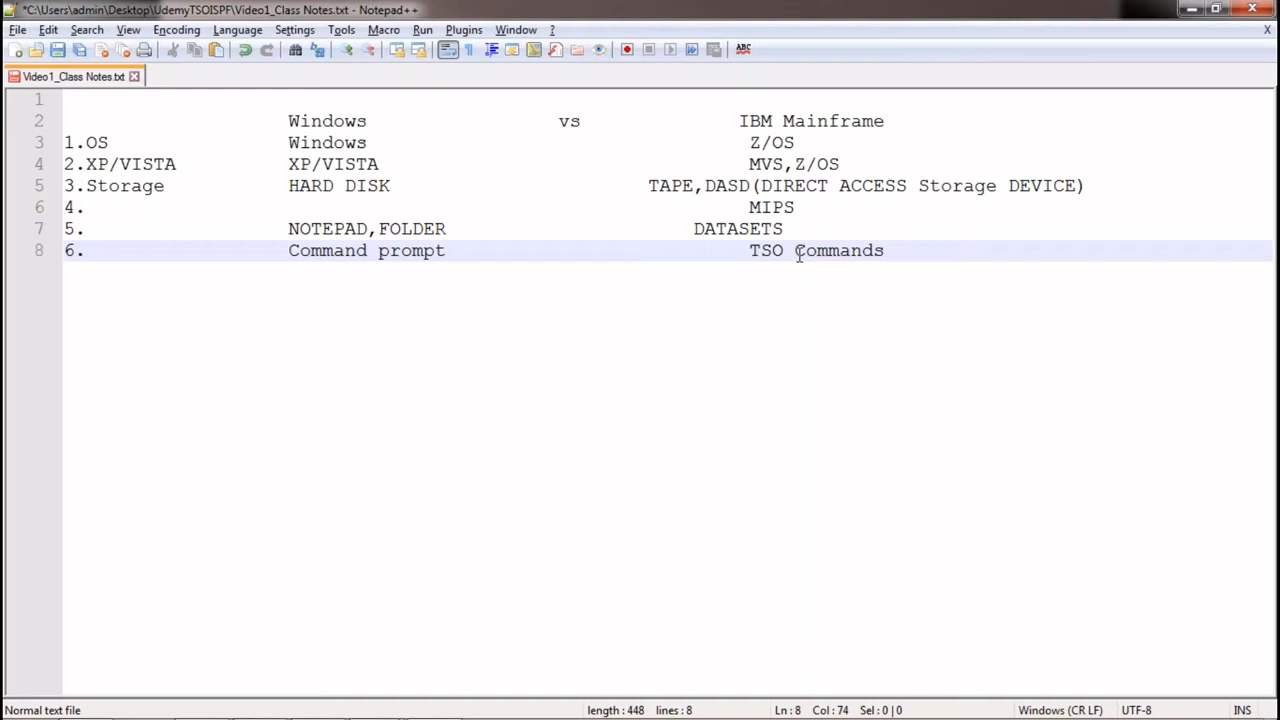 *C:\Users\admin\Desktop\UdemyTSOISPF\Video1_Class Notes.txt - Notepad++
File Edit Search View Encoding Language Settings Tools Macro Run Plugins Window ? X
ABC
Video1_Class Notes.txt
1
2 Windows vs IBM Mainframe
3 1.OS Windows Z/OS
4 2.XP/VISTA XP/VISTA MVS,Z/OS
5 3.Storage HARD DISK TAPE,DASD(DIRECT ACCESS Storage DEVICE)
6 4. MIPS
7 5. NOTEPAD,FOLDER DATASETS
8 6. Command prompt TSO Commands
Normal text file length : 448 lines : 8 Ln : 8 Col : 74 Sel : 0 | 0 Windows (CR LF) UTF-8 INS